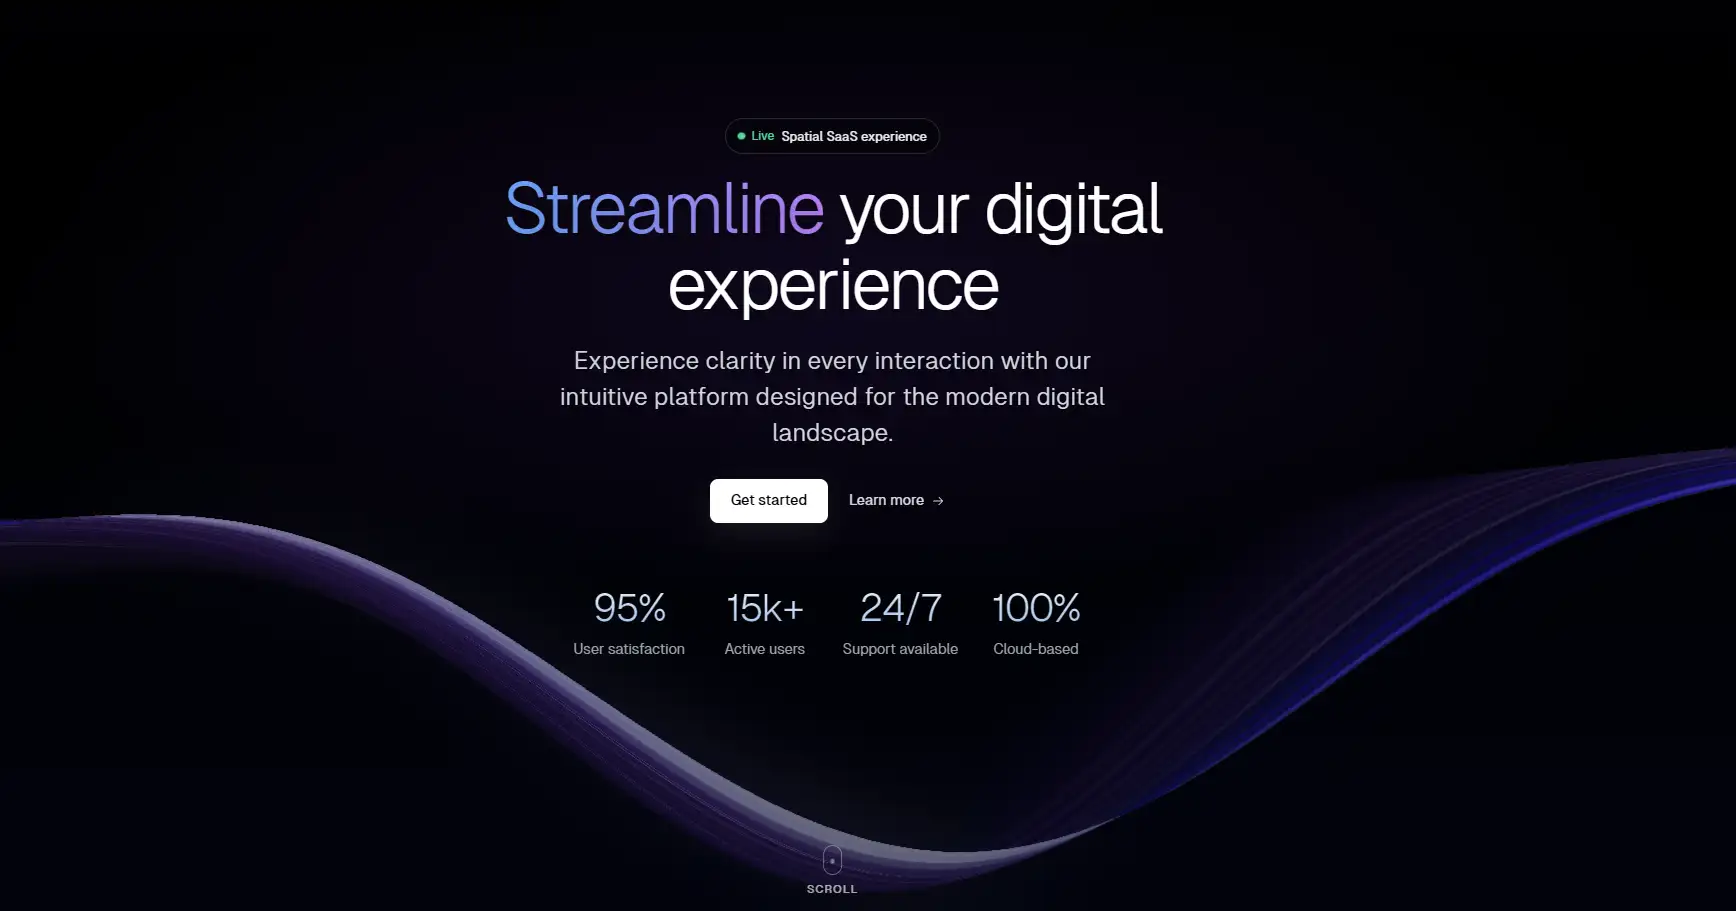 Live Spatial SaaS experience
Streamline your digital
experience
Experience clarity in every interaction with our
intuitive platform designed for the modern digital
landscape.
Get started Learn more →
95% 15k+ 24/7 100%
User satisfaction Active users Support available Cloud-based
SCROLL